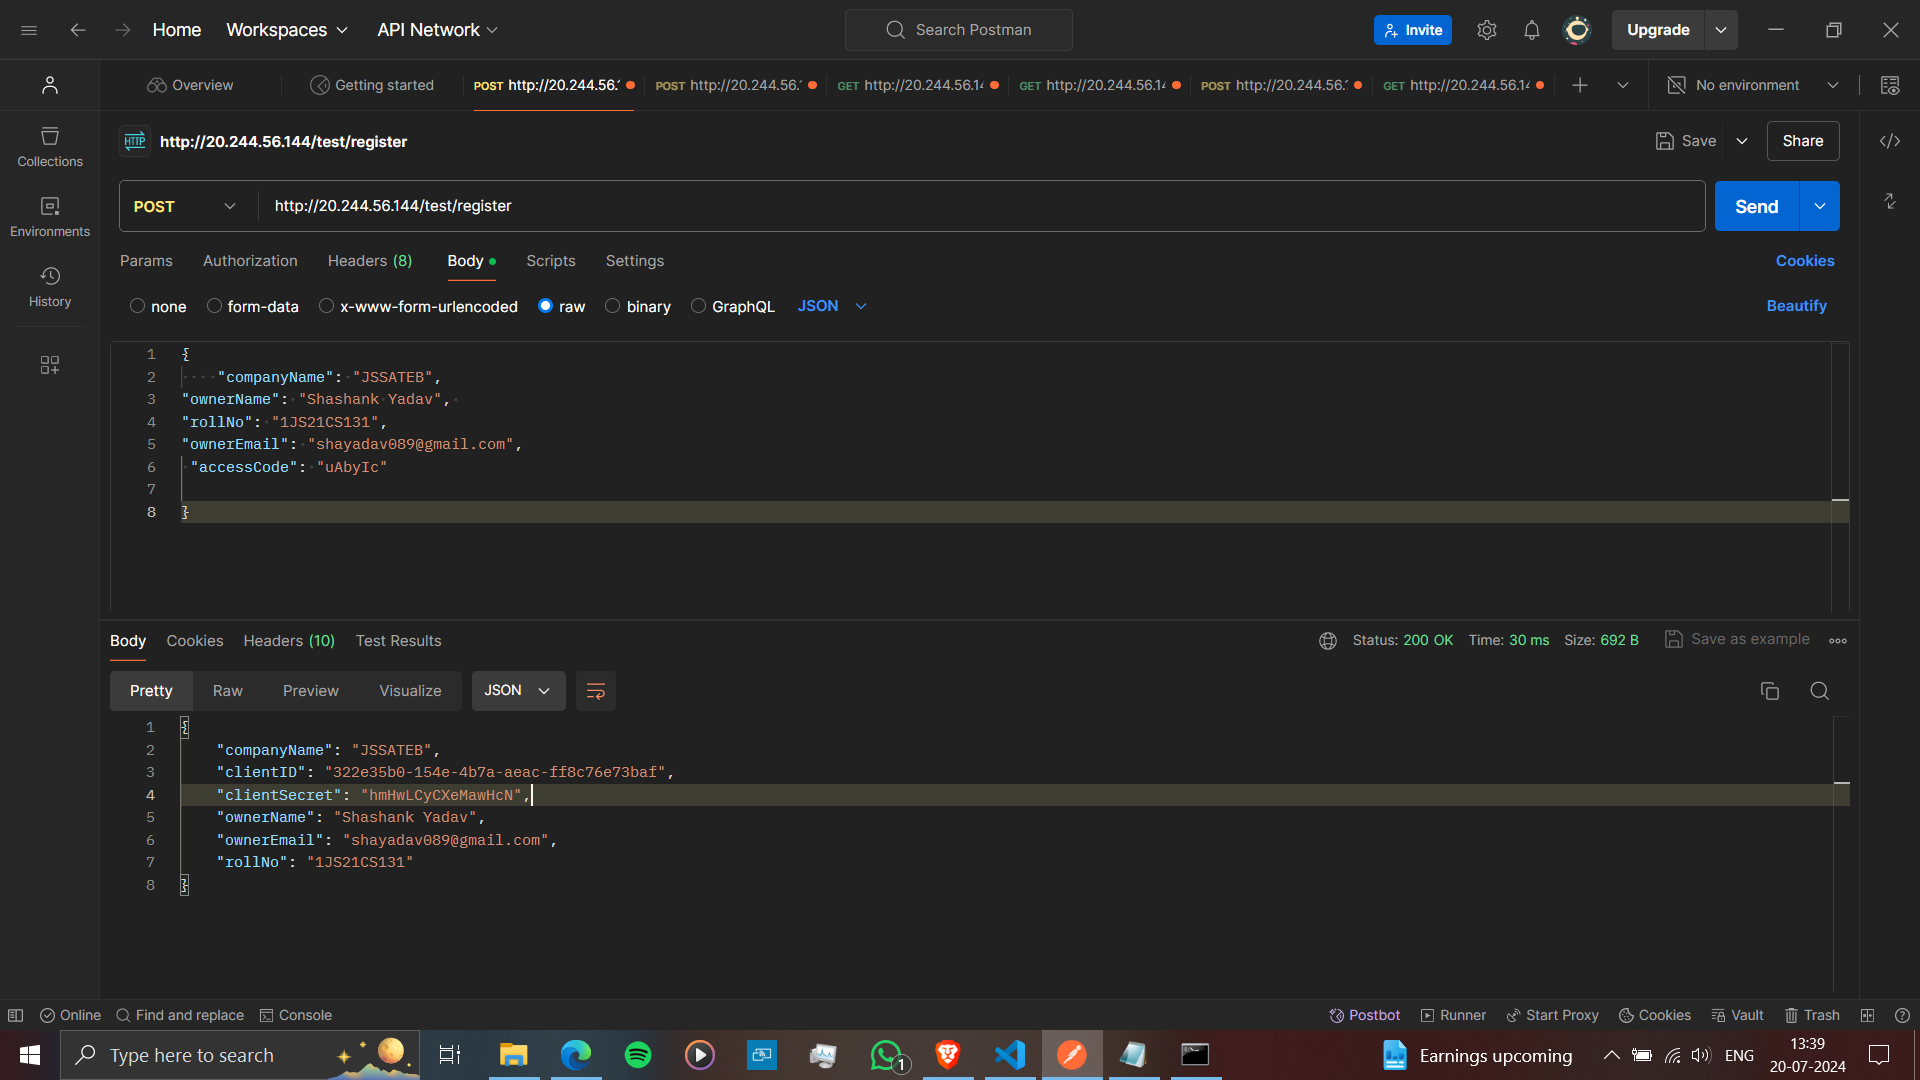 Home Workspaces API Network Search Postman Invite Upgrade
Overview Getting started POST http://20.244.56.1 POST http://20.244.56.1 GET http://20.244.56.14 GET http://20.244.56.14 POST http://20.244.56.1 GET http://20.244.56.14 No environment
HTTP http://20.244.56.144/test/register Save Share
Collections
Environments
History
POST http://20.244.56.144/test/register Send
Params Authorization Headers (8) Body Scripts Settings Cookies
none form-data x-www-form-urlencoded raw binary GraphQL JSON Beautify
1 {
2 "companyName": "JSSATEB",
3 "ownerName": "Shashank Yadav",
4 "rollNo": "1JS21CS131",
5 "ownerEmail": "shayadav089@gmail.com",
6 "accessCode": "uAbyIc"
7
8 }
Body Cookies Headers (10) Test Results Status: 200 OK Time: 30 ms Size: 692 B Save as example
Pretty Raw Preview Visualize JSON
1 {
2 "companyName": "JSSATEB",
3 "clientID": "322e35b0-154e-4b7a-aeac-ff8c76e73baf",
4 "clientSecret": "hmHwLCyCXeMawHcN",
5 "ownerName": "Shashank Yadav",
6 "ownerEmail": "shayadav089@gmail.com",
7 "rollNo": "1JS21CS131"
8 }
Online Find and replace Console Postbot Runner Start Proxy Cookies Vault Trash
Type here to search 1 Earnings upcoming ENG 13:39
20-07-2024